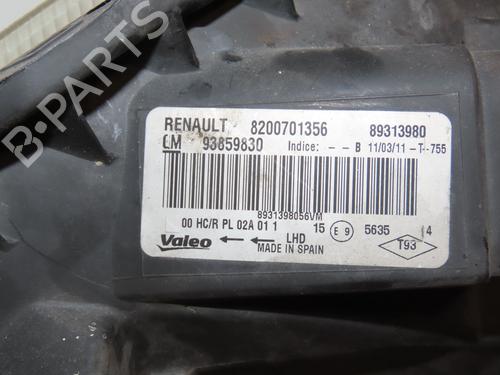 B-PARTS
RENAULT 8200701356 89313980
GM 93859830 Indice: - - B 11/03/11-T-755
8931398056VM
00 HC/R PL 02A 01 1 15 E 9 5635 4
Valeo LHD T93
MADE IN SPAIN